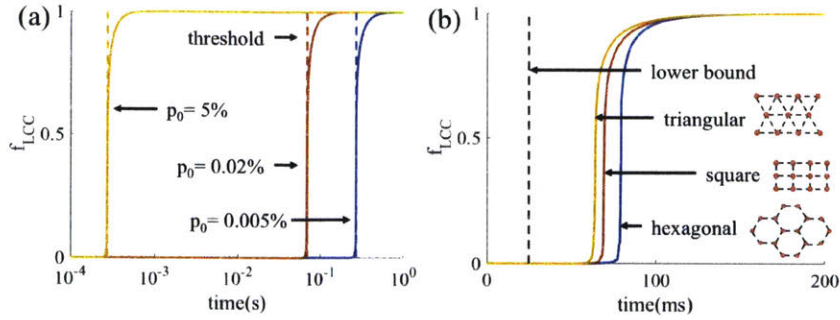 (a)
1
threshold
p₀= 5%
0.5
f_LCC
p₀= 0.02%
p₀= 0.005%
0
10⁻⁴
10⁻³
10⁻²
10⁻¹
10⁰
time(s)
(b)
1
lower bound
triangular
0.5
f_LCC
square
hexagonal
0
0
100
200
time(ms)